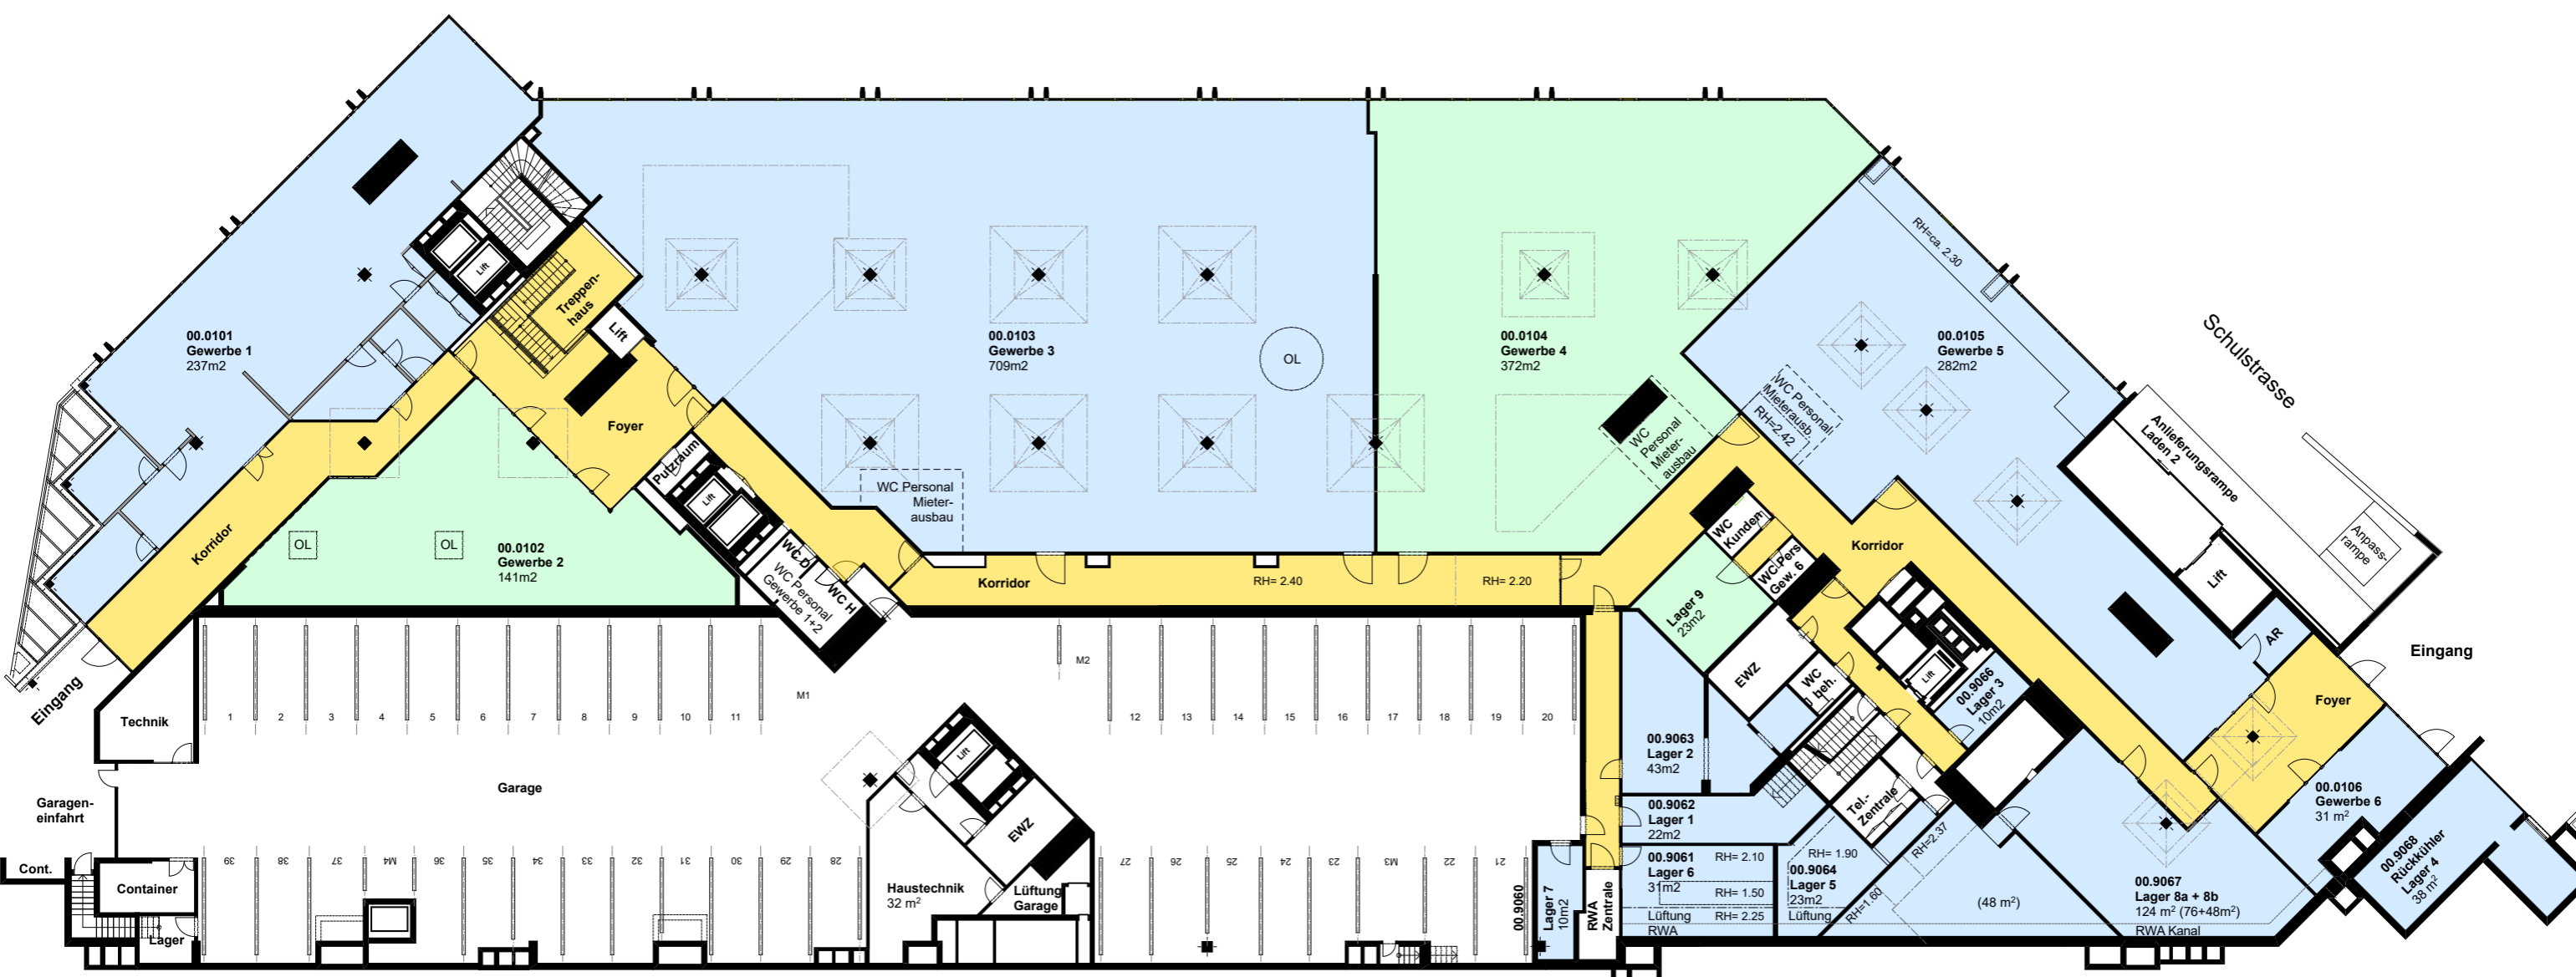 00.0101
Gewerbe 1
237m2
Lift
Treppen-
haus
Lift
Foyer
Korridor
Eingang
OL
OL
00.0102
Gewerbe 2
141m2
Putzraum
Lift
WC D
WC H
WC Personal
Gewerbe 1+2
00.0103
Gewerbe 3
709m2
OL
WC Personal
Mieter-
ausbau
Korridor
RH= 2.40
RH= 2.20
00.0104
Gewerbe 4
372m2
WC
Personal
Mieter-
ausbau
00.0105
Gewerbe 5
282m2
RH=ca. 2.30
WC Personal
Mieterausb.
RH=2.42
Schulstrasse
Anlieferungsrampe
Laden 2
Anpass-
rampe
Lift
AR
Eingang
Foyer
Korridor
WC
Kunden
WC Pers
Gew. 6
Lager 9
23m2
EWZ
WC
beh.
Lift
00.9066
Lager 3
10m2
Tel.-
Zentrale
00.9063
Lager 2
43m2
00.9062
Lager 1
22m2
00.9061
Lager 6
31m2
RH= 2.10
RH= 1.50
RH= 2.25
Lüftung
RWA
RH= 1.90
00.9064
Lager 5
23m2
Lüftung
RH=1.60
RH=2.37
(48 m²)
00.9067
Lager 8a + 8b
124 m² (76+48m²)
RWA Kanal
00.0106
Gewerbe 6
31 m²
00.9068
Rückkühler
Lager 4
38 m²
00.9060
Lager 7
10m2
RWA
Zentrale
Technik
Garagen-
einfahrt
Cont.
Container
Lager
Garage
1
2
3
4
5
6
7
8
9
10
11
M1
M2
12
13
14
15
16
17
18
19
20
39
38
37
M4
36
35
34
33
32
31
30
29
28
27
26
25
24
23
M3
22
21
Lift
EWZ
Haustechnik
32 m²
Lüftung
Garage